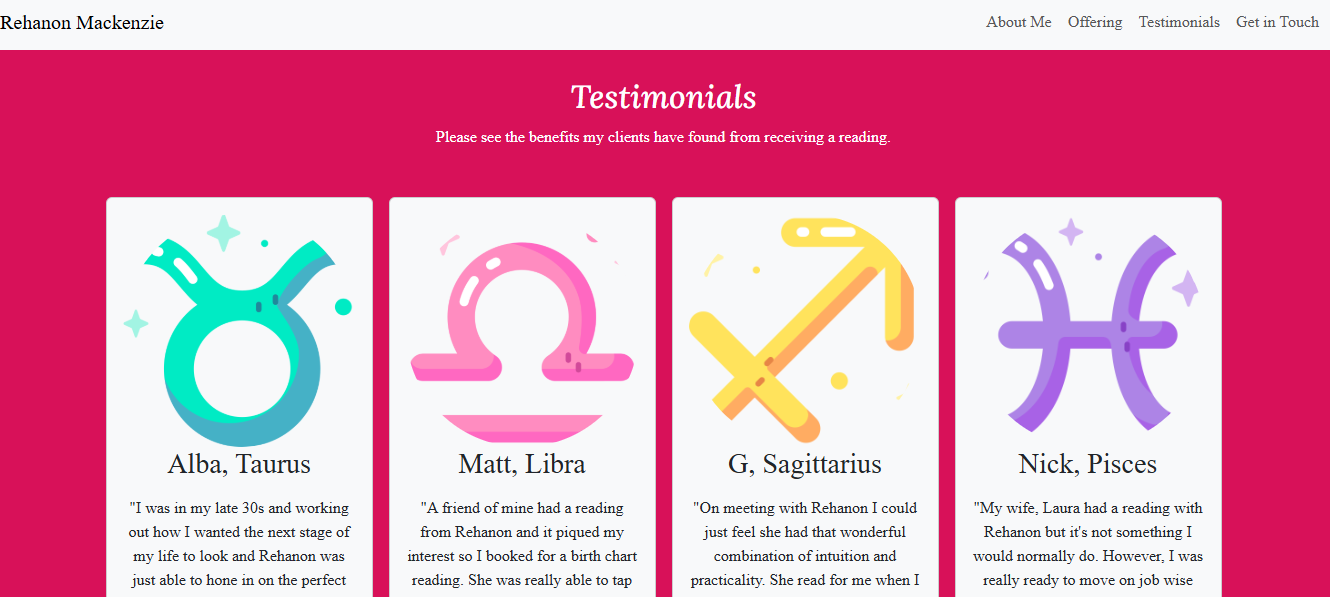 Rehanon Mackenzie
About Me Offering Testimonials Get in Touch
Testimonials
Please see the benefits my clients have found from receiving a reading.
Alba, Taurus
"I was in my late 30s and working
out how I wanted the next stage of
my life to look and Rehanon was
just able to hone in on the perfect
Matt, Libra
"A friend of mine had a reading
from Rehanon and it piqued my
interest so I booked for a birth chart
reading. She was really able to tap
G, Sagittarius
"On meeting with Rehanon I could
just feel she had that wonderful
combination of intuition and
practicality. She read for me when I
Nick, Pisces
"My wife, Laura had a reading with
Rehanon but it's not something I
would normally do. However, I was
really ready to move on job wise